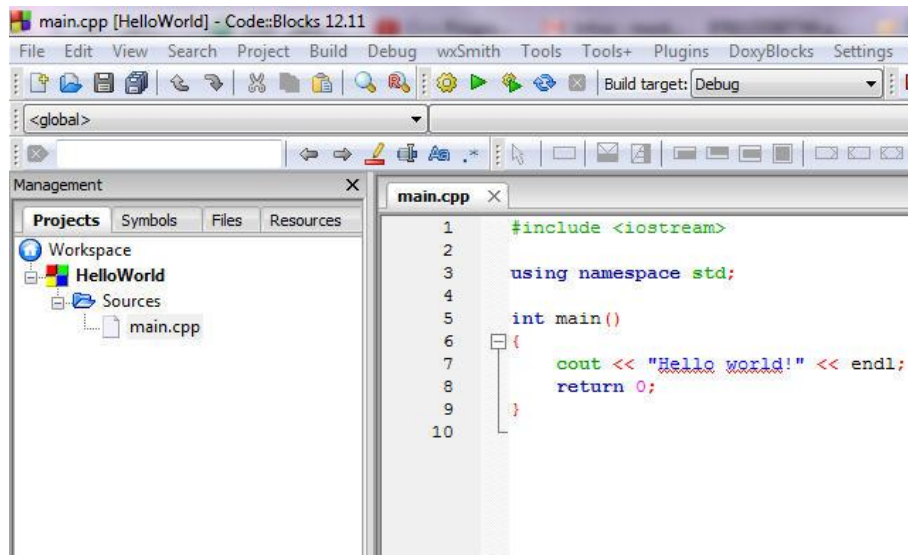 main.cpp [HelloWorld] - Code::Blocks 12.11
File Edit View Search Project Build Debug wxSmith Tools Tools+ Plugins DoxyBlocks Settings
Build target: Debug
<global>
Management
Projects Symbols Files Resources
Workspace
HelloWorld
Sources
main.cpp
main.cpp
1 #include <iostream>
2
3 using namespace std;
4
5 int main()
6 {
7 cout << "Hello world!" << endl;
8 return 0;
9 }
10